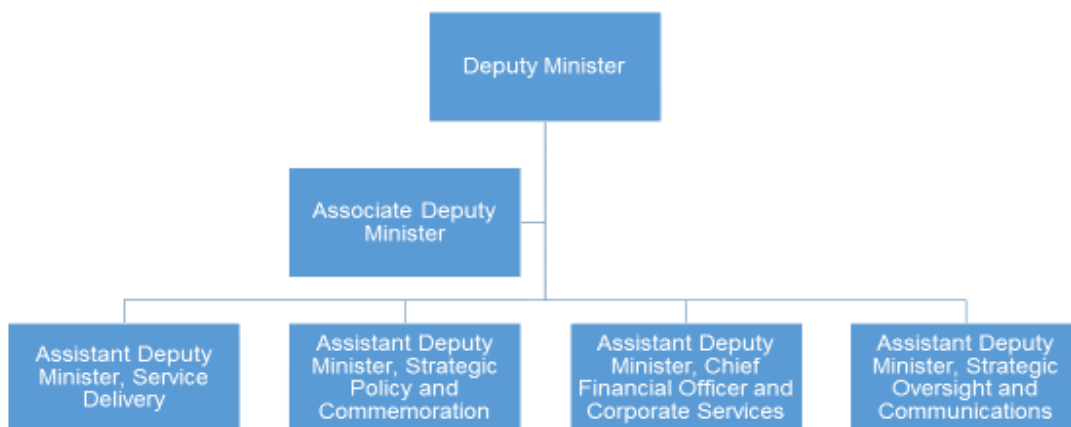 Deputy Minister
Associate Deputy
Minister
Assistant Deputy
Minister, Service
Delivery
Assistant Deputy
Minister, Strategic
Policy and
Commemoration
Assistant Deputy
Minister, Chief
Financial Officer and
Corporate Services
Assistant Deputy
Minister, Strategic
Oversight and
Communications